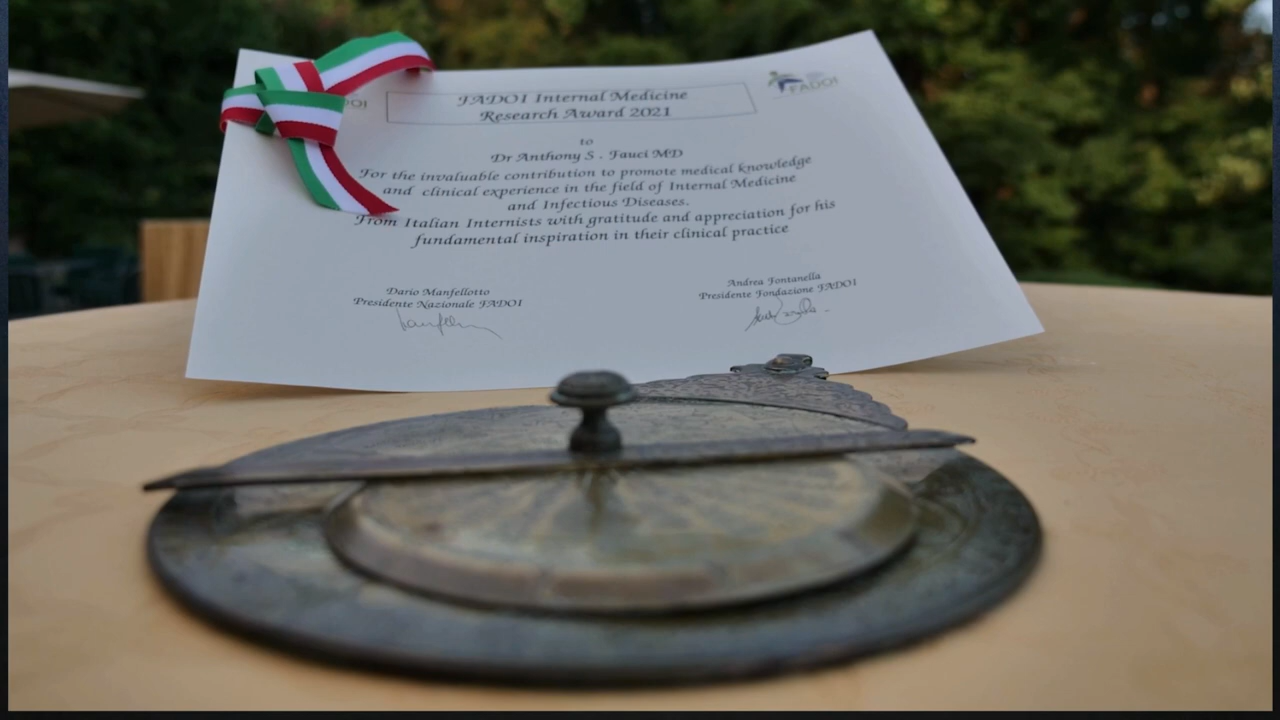 FADOI Internal Medicine
Research Award 2021
FADOI
to
Dr Anthony S . Fauci MD
For the invaluable contribution to promote medical knowledge
and clinical experience in the field of Internal Medicine
and Infectious Diseases.
From Italian Internists with gratitude and appreciation for his
fundamental inspiration in their clinical practice
Dario Manfellotto
Presidente Nazionale FADOI
Andrea Fontanella
Presidente Fondazione FADOI